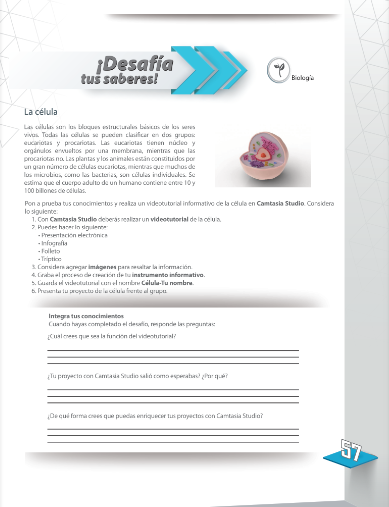 ¡Desafía
tus saberes!
Biología
La célula
Las células son los bloques estructurales básicos de los seres
vivos. Todas las células se pueden clasificar en dos grupos:
eucariotas y procariotas. Las eucariotas tienen núcleo y
orgánulos envueltos por una membrana, mientras que las
procariotas no. Las plantas y los animales están constituidos por
un gran número de células eucariotas, mientras que muchos de
los microbios, como las bacterias, son células individuales. Se
estima que el cuerpo adulto de un humano contiene entre 10 y
100 billones de células.
Pon a prueba tus conocimientos y realiza un videotutorial informativo de la célula en Camtasia Studio. Considera
lo siguiente:
1. Con Camtasia Studio deberás realizar un videotutorial de la célula.
2. Puedes hacer lo siguiente:
- Presentación electrónica
- Infografía
- Folleto
- Tríptico
3. Considera agregar imágenes para resaltar la información.
4. Graba el proceso de creación de tu instrumento informativo.
5. Guarda el videotutorial con el nombre Célula-Tu nombre.
6. Presenta tu proyecto de la célula frente al grupo.
Integra tus conocimientos
Cuando hayas completado el desafío, responde las preguntas:
¿Cuál crees que sea la función del videotutorial?
¿Tu proyecto con Camtasia Studio salió como esperabas? ¿Por qué?
¿De qué forma crees que puedas enriquecer tus proyectos con Camtasia Studio?
57